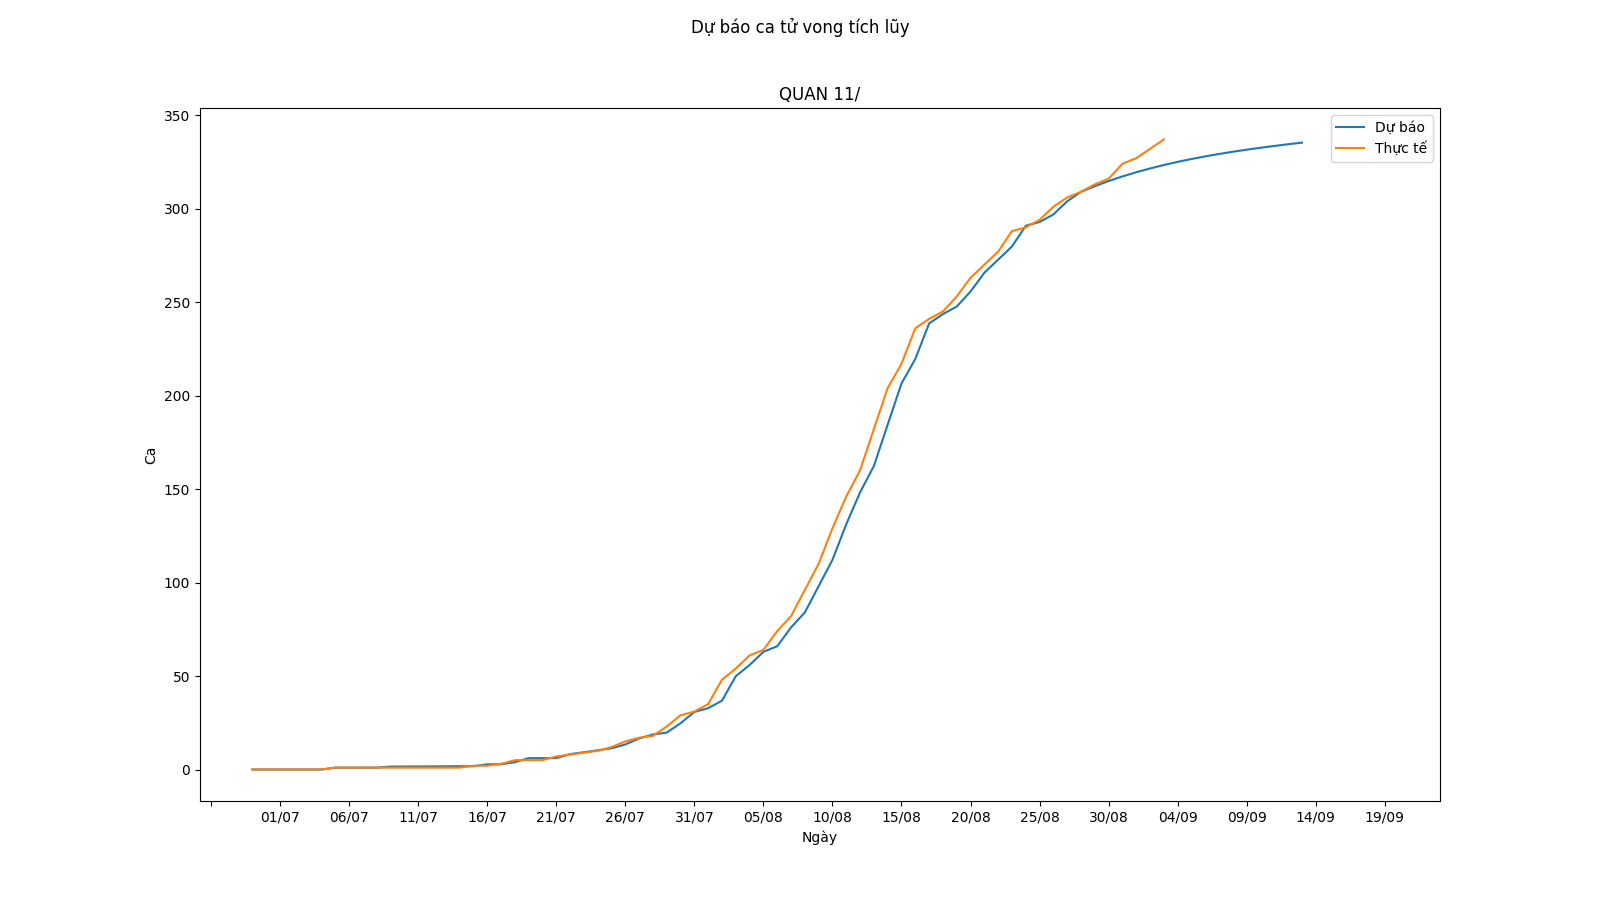 Dự báo ca tử vong tích lũy
QUAN 11/
Dự báo
Thực tế
350
300
250
200
150
100
50
0
Ca
01/07 06/07 11/07 16/07 21/07 26/07 31/07 05/08 10/08 15/08 20/08 25/08 30/08 04/09 09/09 14/09 19/09
Ngày